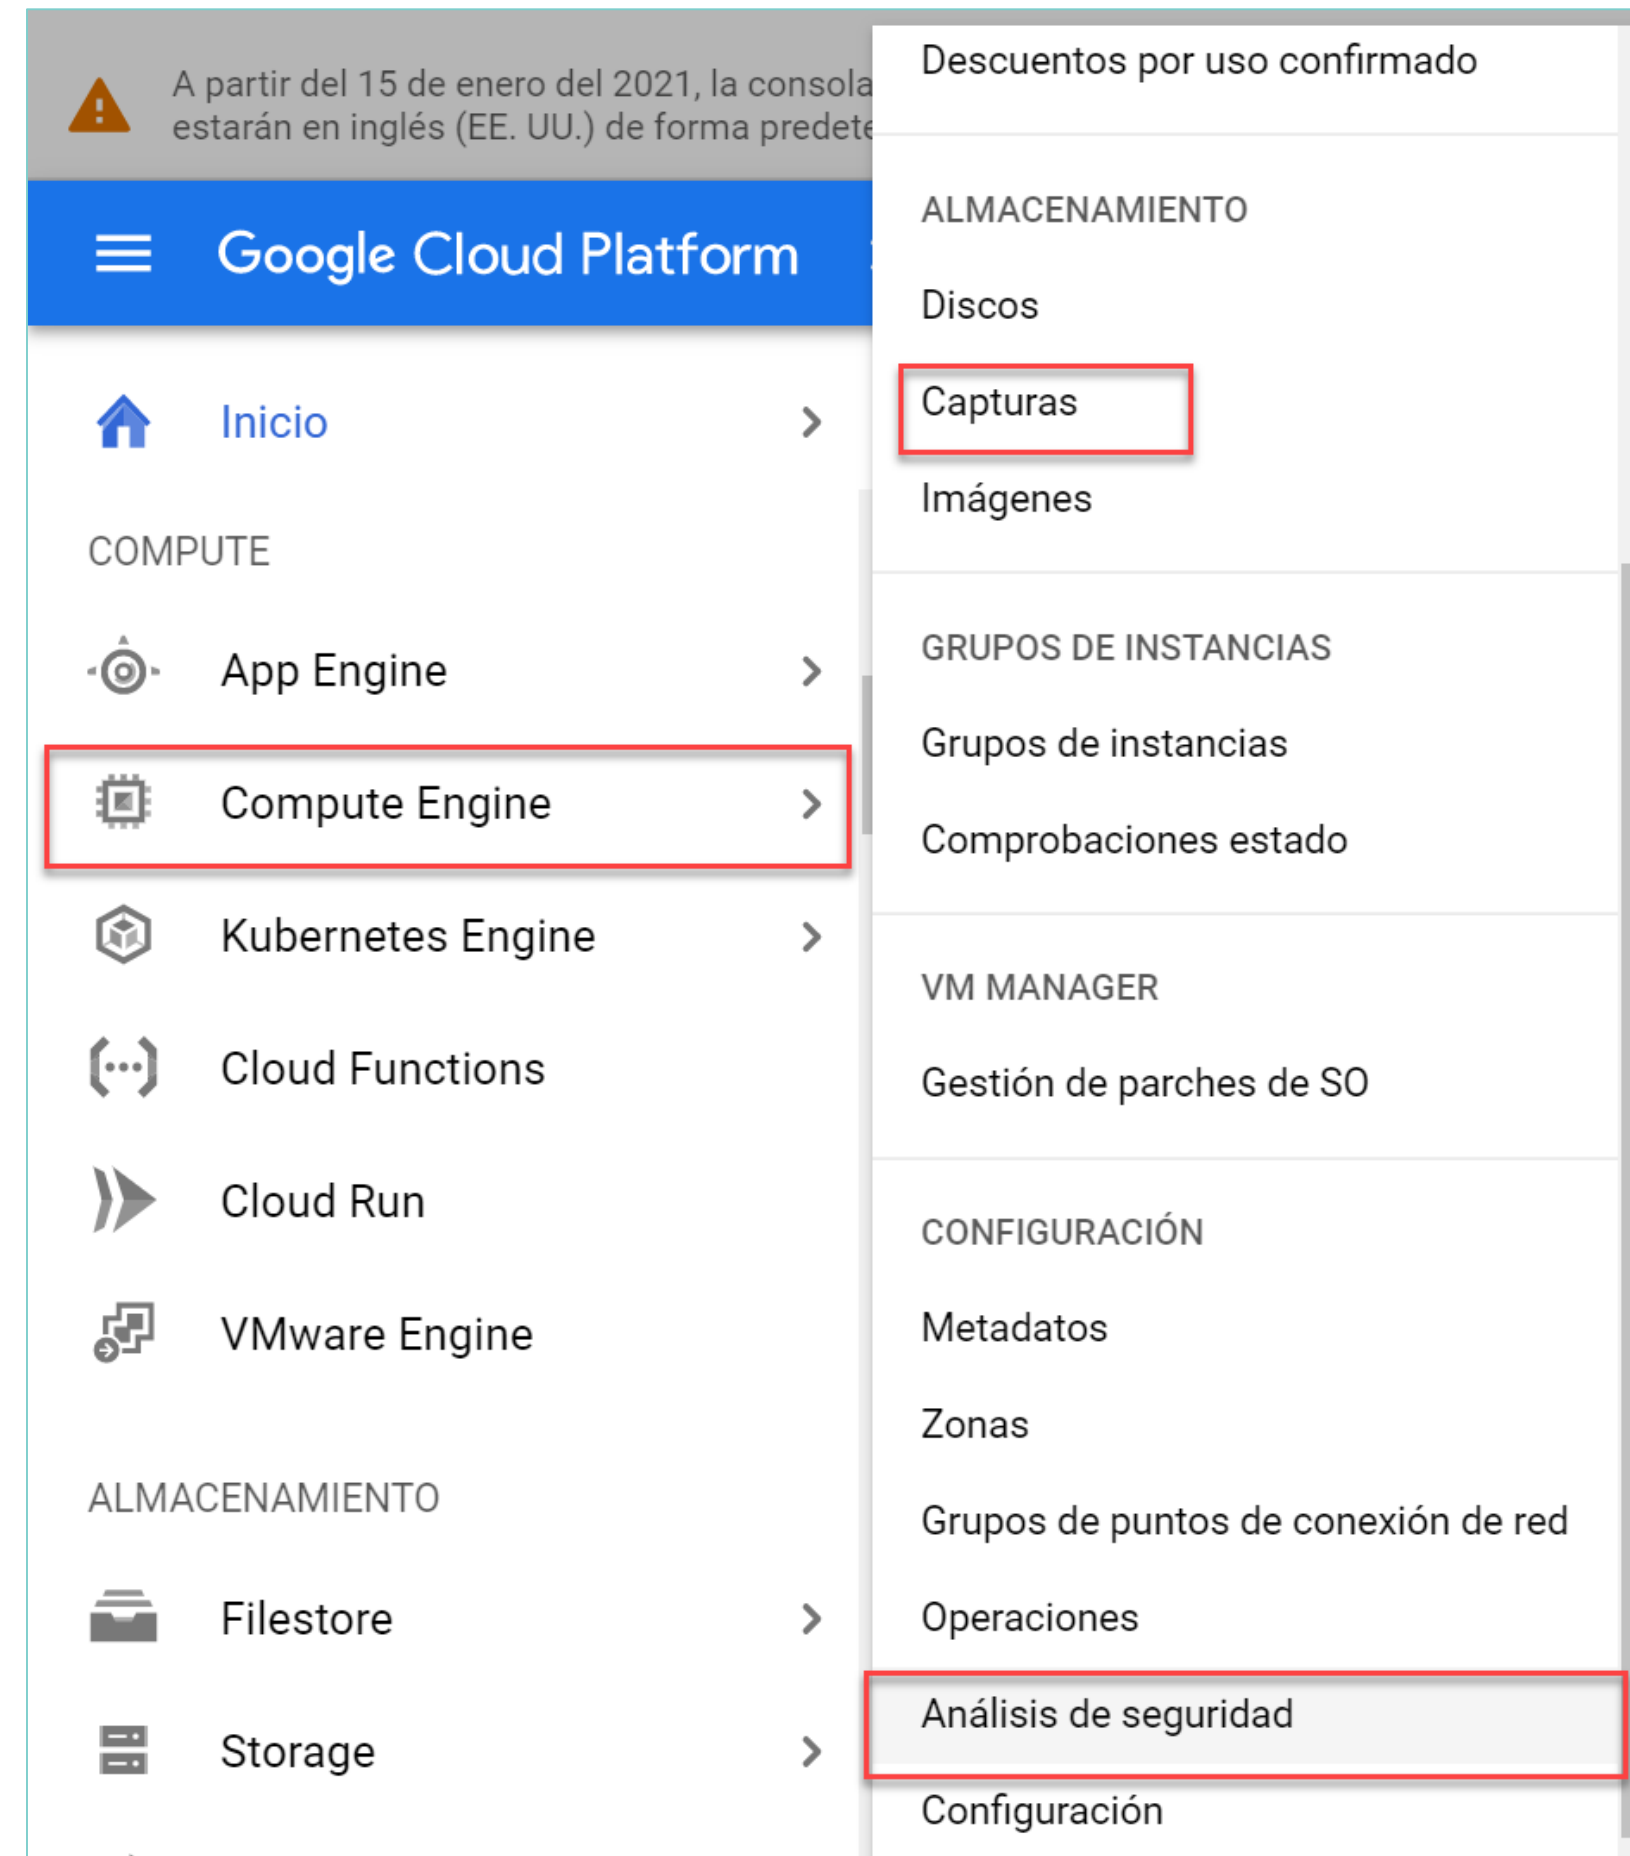 A partir del 15 de enero del 2021, la consola
estarán en inglés (EE. UU.) de forma predete
Google Cloud Platform
Inicio
COMPUTE
App Engine
Compute Engine
Kubernetes Engine
Cloud Functions
Cloud Run
VMware Engine
ALMACENAMIENTO
Filestore
Storage
Descuentos por uso confirmado
ALMACENAMIENTO
Discos
Capturas
Imágenes
GRUPOS DE INSTANCIAS
Grupos de instancias
Comprobaciones estado
VM MANAGER
Gestión de parches de SO
CONFIGURACIÓN
Metadatos
Zonas
Grupos de puntos de conexión de red
Operaciones
Análisis de seguridad
Configuración